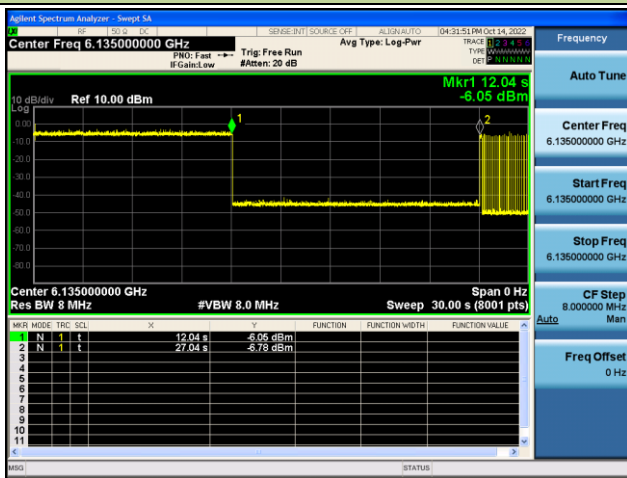 Agilent Spectrum Analyzer - Swept SA
RF 50 Ω DC SENSE:INT SOURCE OFF ALIGN AUTO 04:31:51 PM Oct 14, 2022
Center Freq 6.135000000 GHz
PNO: Fast
IFGain:Low
Trig: Free Run
#Atten: 20 dB
Avg Type: Log-Pwr
TRACE 1 2 3 4 5 6
TYPE
DET P N N N N N
Mkr1 12.04 s
-6.05 dBm
10 dB/div Ref 10.00 dBm
Log
0.00
-10.0
-20.0
-30.0
-40.0
-50.0
-60.0
-70.0
-80.0
1
2
Center 6.135000000 GHz Span 0 Hz
Res BW 8 MHz #VBW 8.0 MHz Sweep 30.00 s (8001 pts)
MKR MODE TRC SCL X Y FUNCTION FUNCTION WIDTH FUNCTION VALUE
1 N 1 t 12.04 s -6.05 dBm
2 N 1 t 27.04 s -6.78 dBm
3
4
5
6
7
8
9
10
11
MSG STATUS
Frequency
Auto Tune
Center Freq
6.135000000 GHz
Start Freq
6.135000000 GHz
Stop Freq
6.135000000 GHz
CF Step
8.000000 MHz
Auto Man
Freq Offset
0 Hz